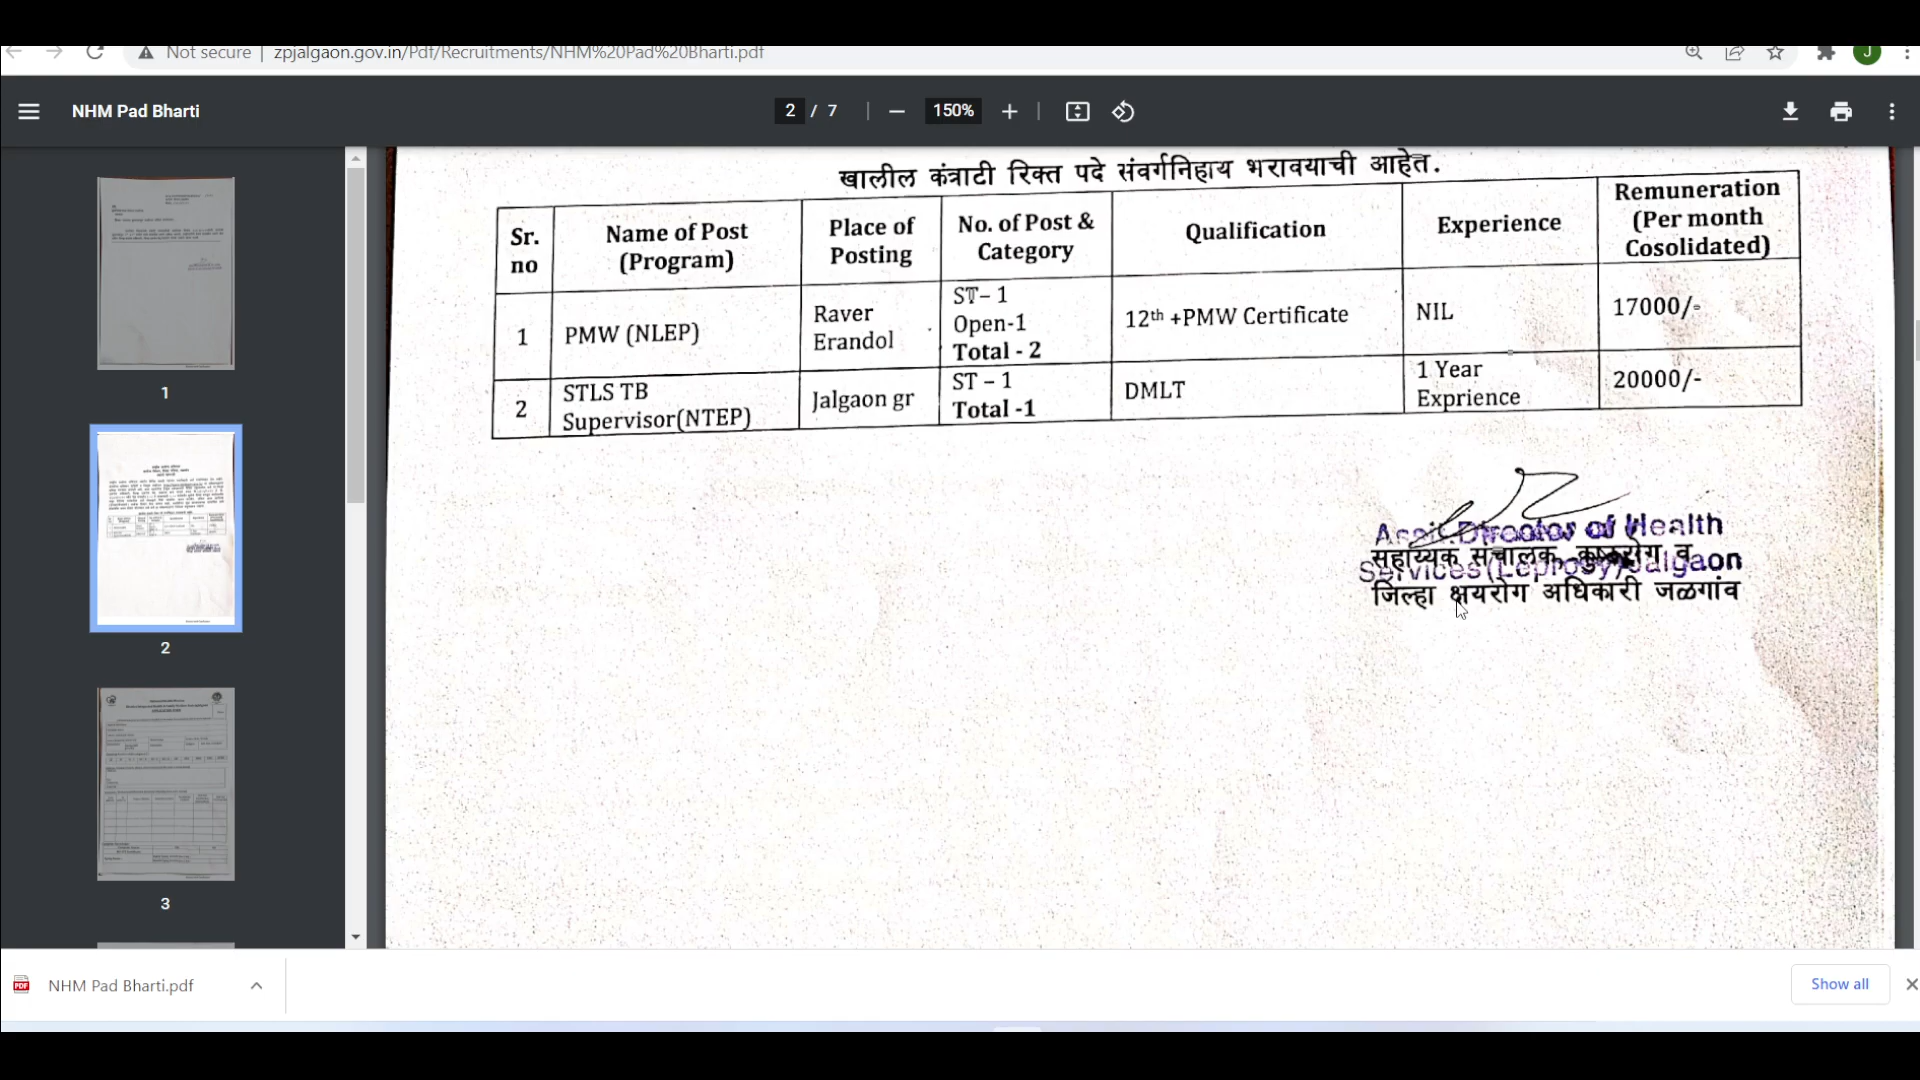 Not secure | zpjalgaon.gov.in/Pdf/Recruitments/NHM%20Pad%20Bharti.pdf
J
NHM Pad Bharti
2 / 7
150%
खालील कंत्राटी रिक्त पदे संवर्गनिहाय भरावयाची आहेत.
Sr. no | Name of Post (Program) | Place of Posting | No. of Post & Category | Qualification | Experience | Remuneration (Per month Cosolidated)
1 | PMW (NLEP) | Raver Erandol | ST– 1 Open-1 Total - 2 | 12th +PMW Certificate | NIL | 17000/-
2 | STLS TB Supervisor(NTEP) | Jalgaon gr | ST – 1 Total -1 | DMLT | 1 Year Exprience | 20000/-
Assit.Director of Health
सहाय्यक संचालक कुष्ठरोग व
Services(Leprosy)Jalgaon
जिल्हा क्षयरोग अधिकारी जळगांव
1
2
3
PDF
NHM Pad Bharti.pdf
Show all